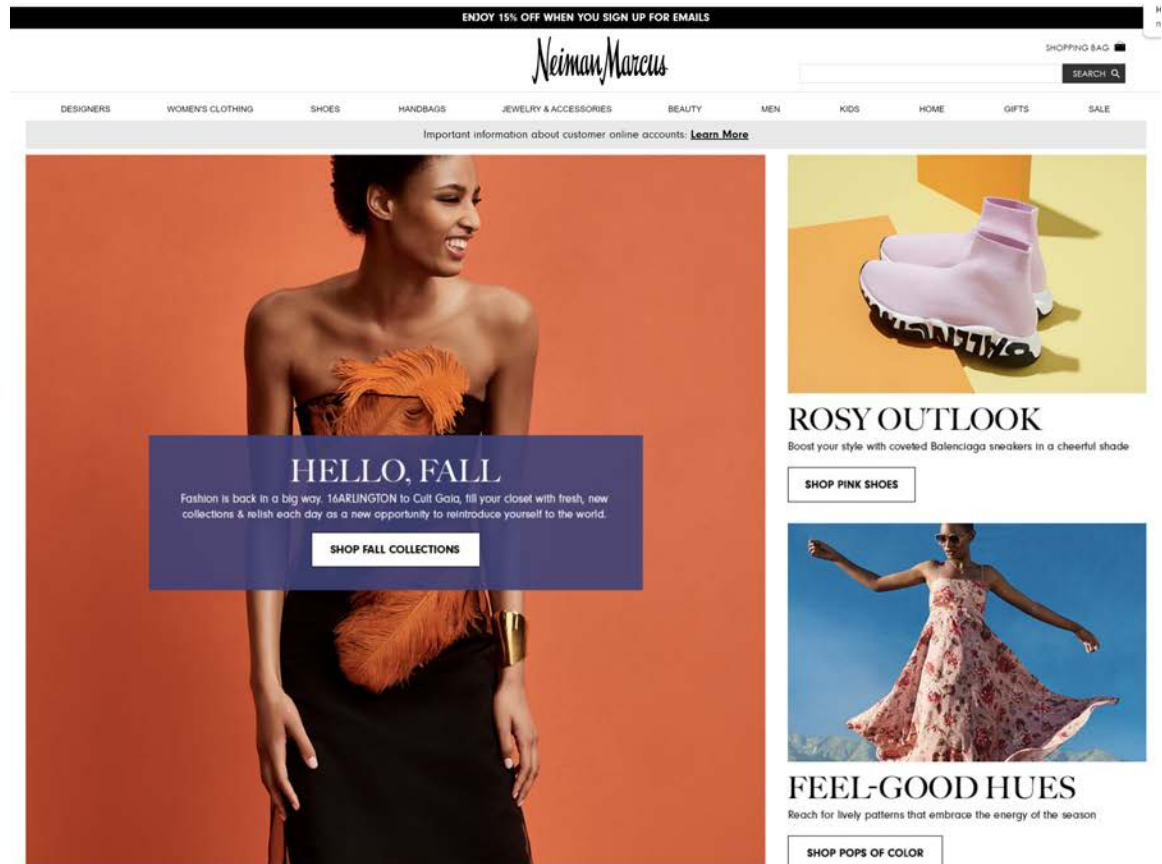 ENJOY 15% OFF WHEN YOU SIGN UP FOR EMAILS
Neiman Marcus
SHOPPING BAG
SEARCH
DESIGNERS WOMEN'S CLOTHING SHOES HANDBAGS JEWELRY & ACCESSORIES BEAUTY MEN KIDS HOME GIFTS SALE
Important information about customer online accounts: Learn More
HELLO, FALL
Fashion is back in a big way. 16ARLINGTON to Cult Gaia, fill your closet with fresh, new
collections & relish each day as a new opportunity to reintroduce yourself to the world.
SHOP FALL COLLECTIONS
ROSY OUTLOOK
Boost your style with coveted Balenciaga sneakers in a cheerful shade
SHOP PINK SHOES
FEEL-GOOD HUES
Reach for lively patterns that embrace the energy of the season
SHOP POPS OF COLOR